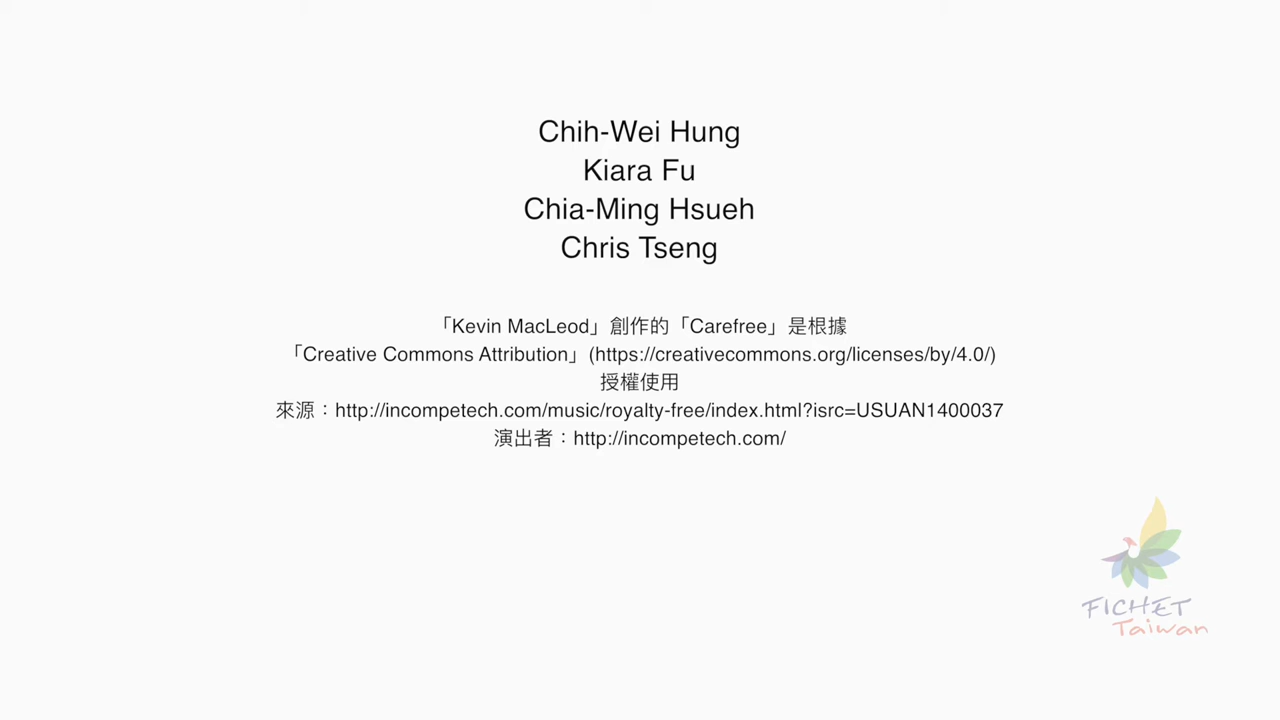 Chih-Wei Hung
Kiara Fu
Chia-Ming Hsueh
Chris Tseng
「Kevin MacLeod」創作的「Carefree」是根據
「Creative Commons Attribution」(https://creativecommons.org/licenses/by/4.0/)
授權使用
來源：http://incompetech.com/music/royalty-free/index.html?isrc=USUAN1400037
演出者：http://incompetech.com/
FICHET
Taiwan